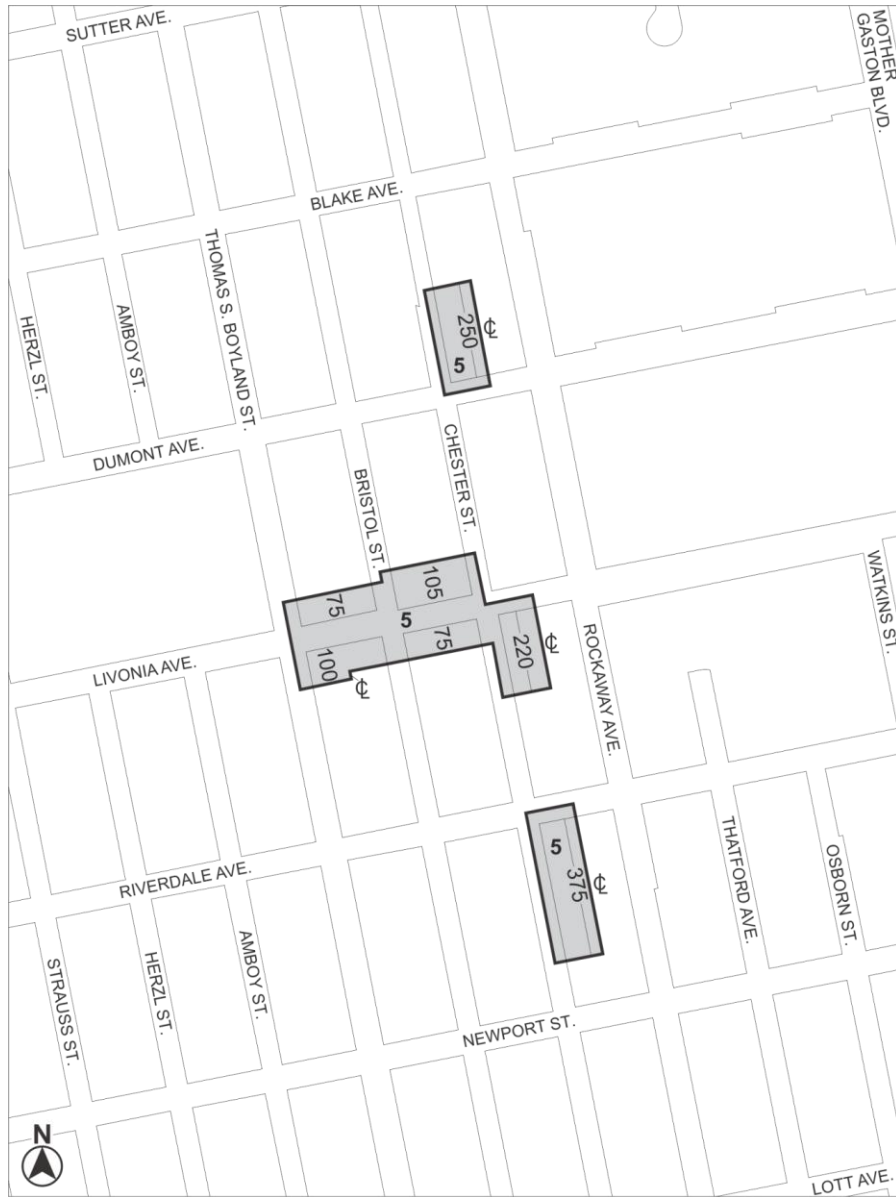 SUTTER AVE.
MOTHER
GASTON BLVD.
BLAKE AVE.
THOMAS S. BOYLAND ST.
HERZL ST.
AMBOY ST.
250
℄
5
DUMONT AVE.
CHESTER ST.
BRISTOL ST.
105
75
5
75
100
℄
220
℄
WATKINS ST.
ROCKAWAY AVE.
LIVONIA AVE.
RIVERDALE AVE.
5
375
℄
THATFORD AVE.
OSBORN ST.
STRAUSS ST.
HERZL ST.
AMBOY ST.
NEWPORT ST.
N
LOTT AVE.